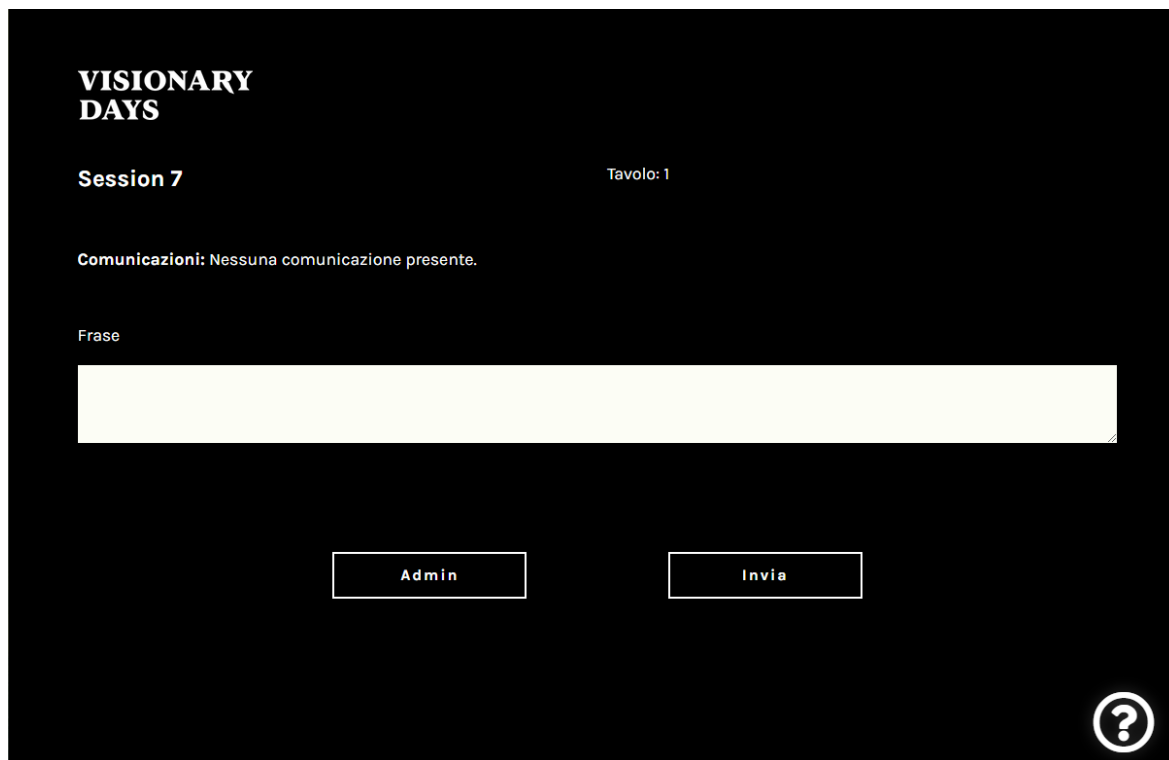 VISIONARY
DAYS
Session 7
Tavolo: 1
Comunicazioni: Nessuna comunicazione presente.
Frase
Admin
Invia
?